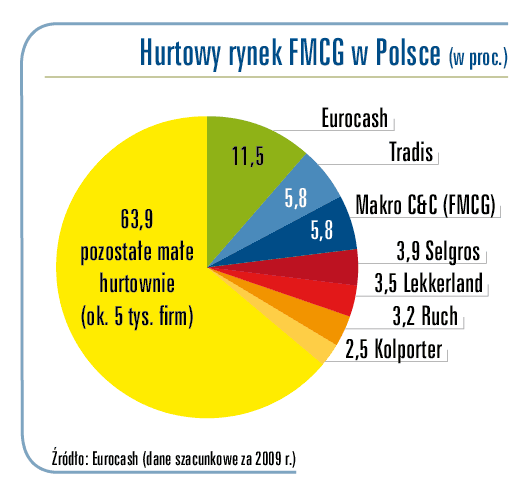 Hurtowy rynek FMCG w Polsce (w proc.)
Eurocash
11,5
Tradis
5,8
Makro C&C (FMCG)
5,8
63,9
pozostałe małe
hurtownie
(ok. 5 tys. firm)
3,9 Selgros
3,5 Lekkerland
3,2 Ruch
2,5 Kolporter
Źródło: Eurocash (dane szacunkowe za 2009 r.)